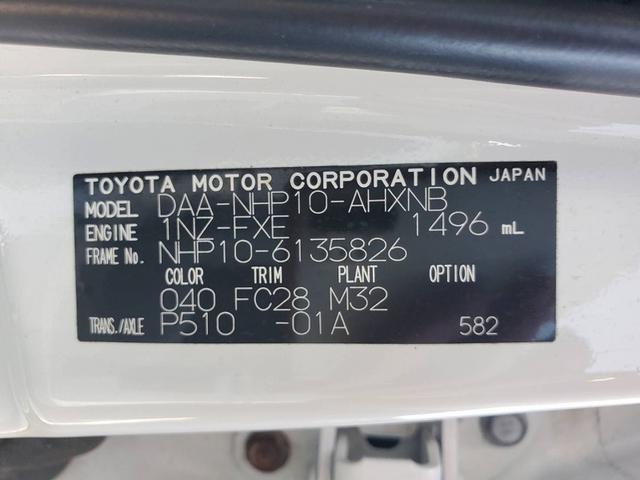 TOYOTA MOTOR CORPORATION JAPAN
MODEL DAA-NHP10-AHXNB
ENGINE 1NZ-FXE 1496 mL
FRAME No. NHP10-6135826
COLOR TRIM PLANT OPTION
040 FC28 M32
TRANS./AXLE P510 -01A 582